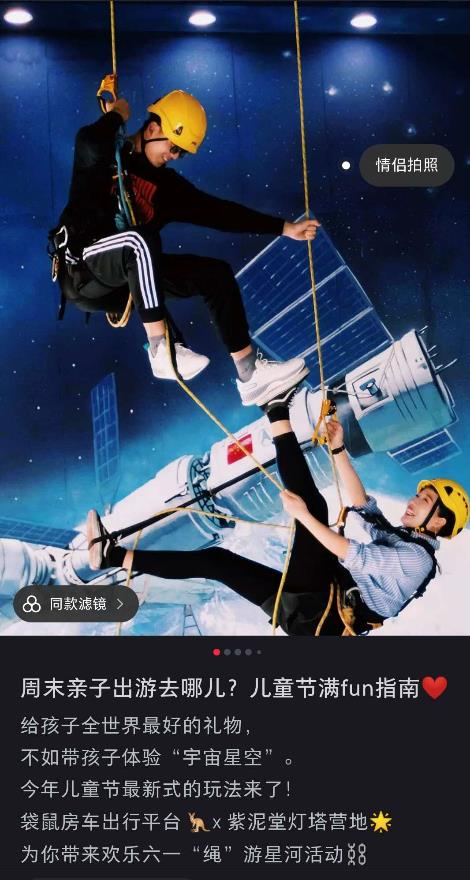 情侣拍照
同款滤镜
周末亲子出游去哪儿？儿童节满fun指南❤️
给孩子全世界最好的礼物，
不如带孩子体验“宇宙星空”。
今年儿童节最新式的玩法来了！
袋鼠房车出行平台🦘x 紫泥堂灯塔营地🌟
为你带来欢乐六一“绳”游星河活动⛓️